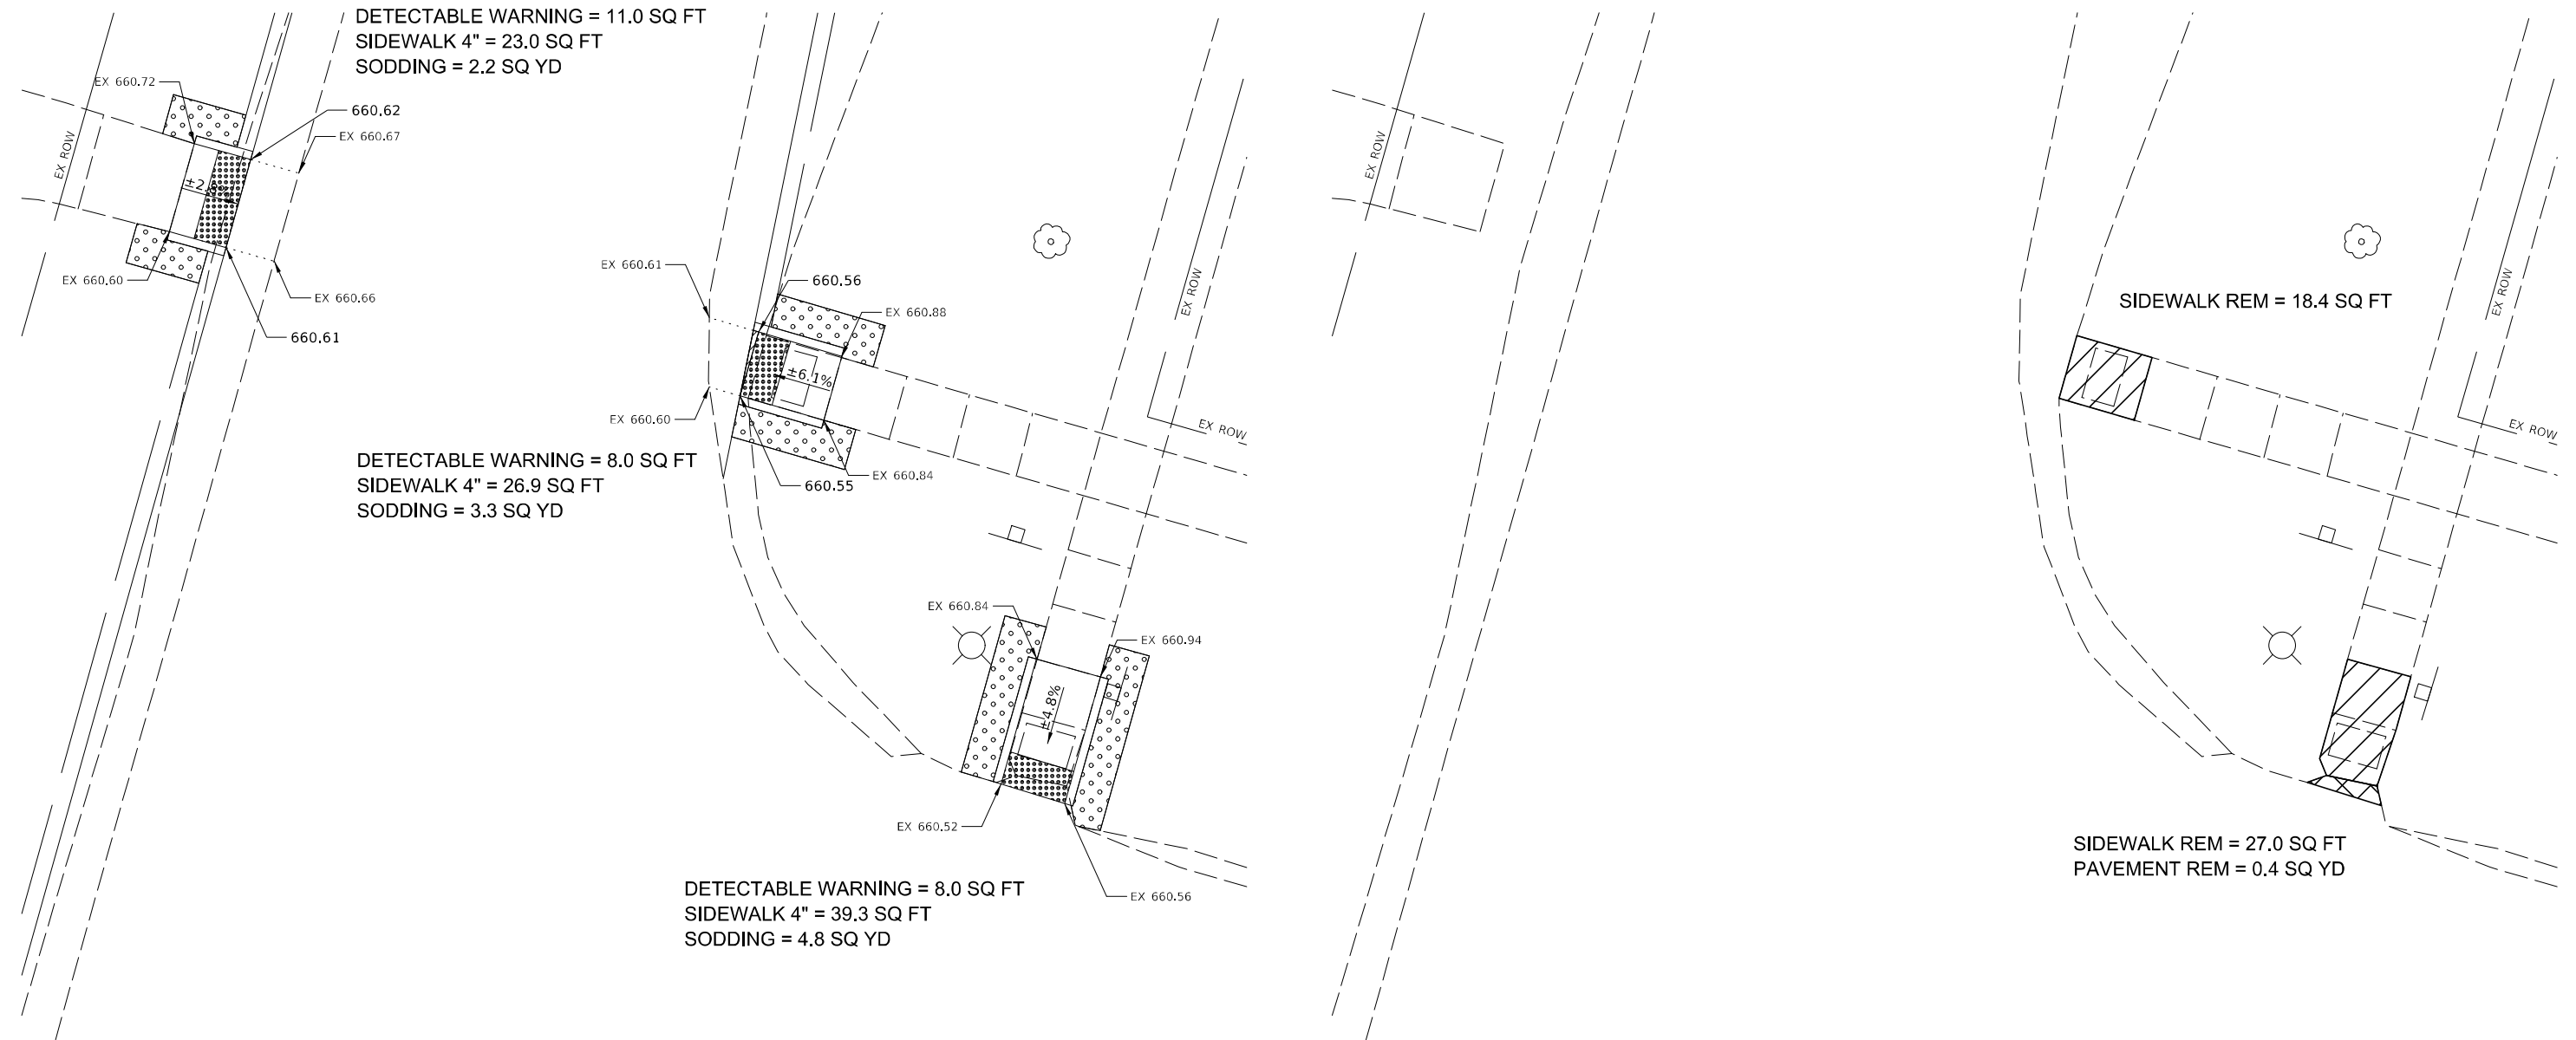 DETECTABLE WARNING = 11.0 SQ FT
SIDEWALK 4" = 23.0 SQ FT
SODDING = 2.2 SQ YD
EX 660.72
660.62
EX 660.67
EX ROW
EX 660.60
EX 660.66
660.61
EX 660.61
660.56
EX 660.88
±6.1%
EX 660.60
EX 660.84
660.55
EX ROW
EX ROW
DETECTABLE WARNING = 8.0 SQ FT
SIDEWALK 4" = 26.9 SQ FT
SODDING = 3.3 SQ YD
EX 660.84
EX 660.94
±4.8%
EX 660.52
EX 660.56
DETECTABLE WARNING = 8.0 SQ FT
SIDEWALK 4" = 39.3 SQ FT
SODDING = 4.8 SQ YD
EX ROW
SIDEWALK REM = 18.4 SQ FT
EX ROW
EX ROW
SIDEWALK REM = 27.0 SQ FT
PAVEMENT REM = 0.4 SQ YD